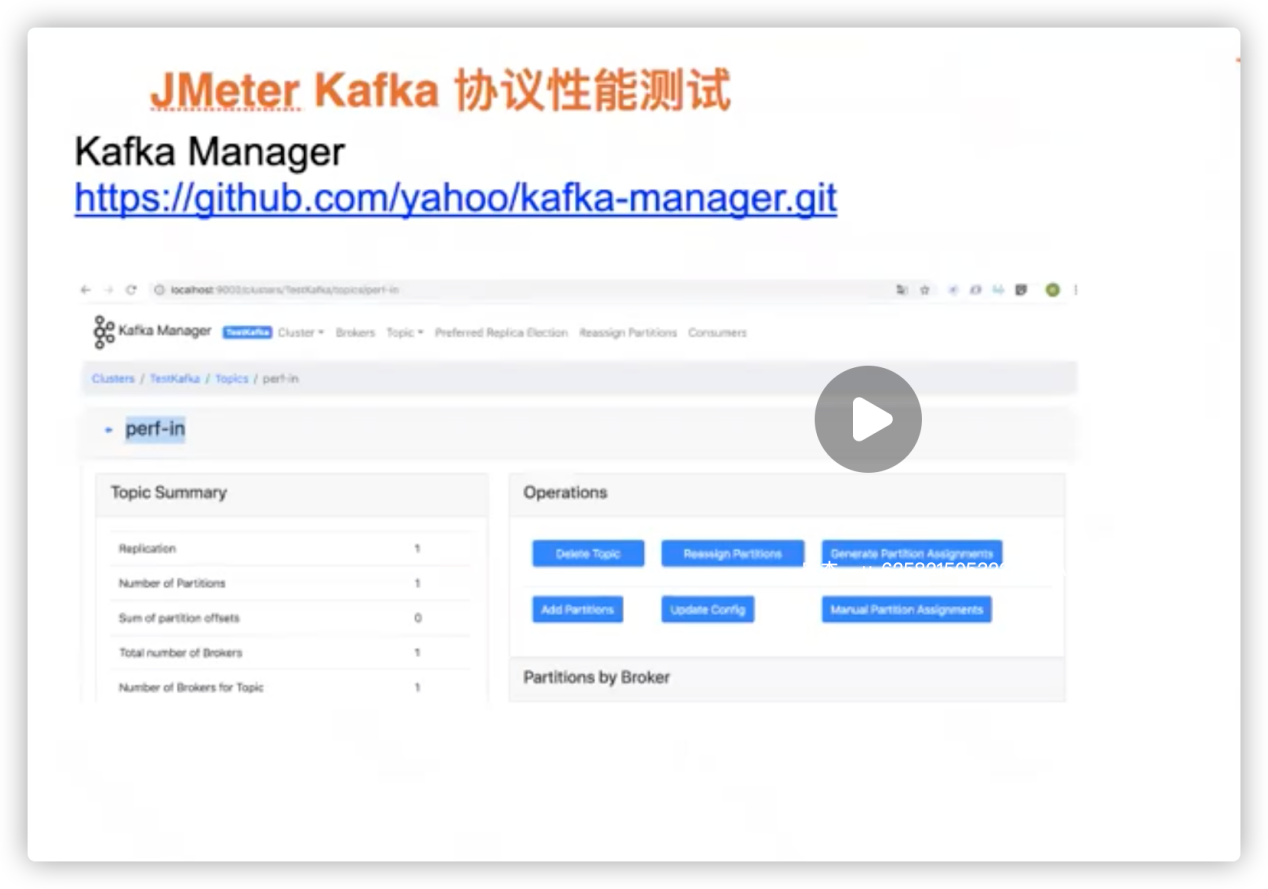 JMeter Kafka 协议性能测试
Kafka Manager
https://github.com/yahoo/kafka-manager.git
localhost:9000/clusters/TestKafka/topics/perf-in
Kafka Manager TestKafka Cluster Brokers Topic Preferred Replica Election Reassign Partitions Consumers
Clusters / TestKafka / Topics / perf-in
perf-in
Topic Summary
Replication 1
Number of Partitions 1
Sum of partition offsets 0
Total number of Brokers 1
Number of Brokers for Topic 1
Operations
Delete Topic Reassign Partitions Generate Partition Assignments
Add Partitions Update Config Manual Partition Assignments
Partitions by Broker